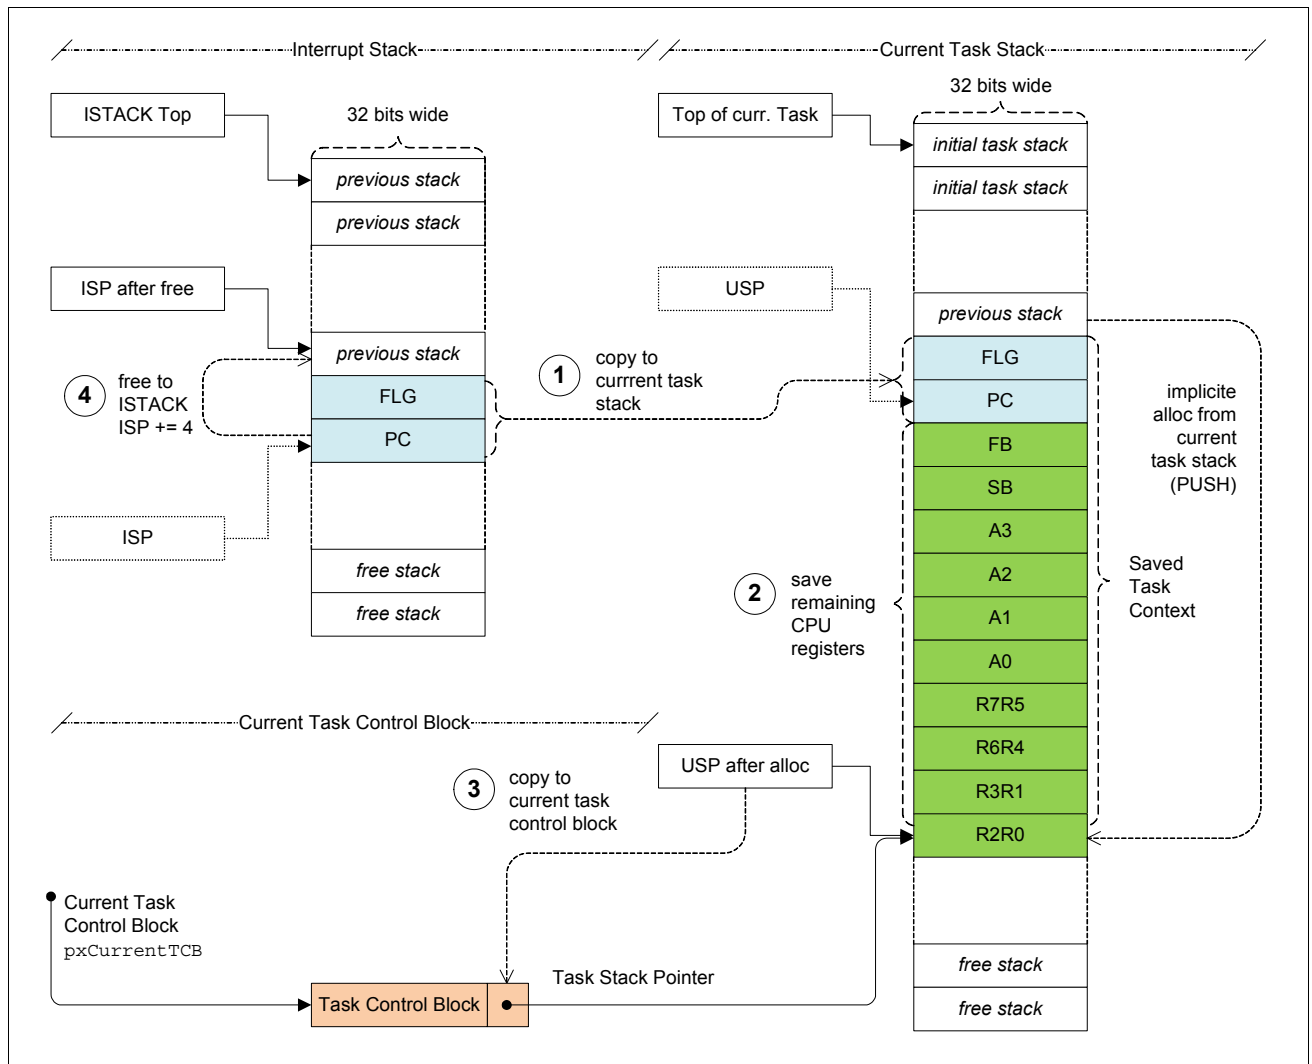 Interrupt Stack
Current Task Stack
ISTACK Top
32 bits wide
previous stack
previous stack
ISP after free
previous stack
FLG
PC
4
free to
ISTACK
ISP += 4
ISP
free stack
free stack
1
copy to
currrent task
stack
Top of curr. Task
32 bits wide
initial task stack
initial task stack
USP
previous stack
FLG
PC
FB
SB
A3
A2
A1
A0
R7R5
R6R4
R3R1
R2R0
free stack
free stack
implicite
alloc from
current
task stack
(PUSH)
Saved
Task
Context
2
save
remaining
CPU
registers
Current Task Control Block
3
copy to
current task
control block
USP after alloc
Current Task
Control Block
pxCurrentTCB
Task Control Block
Task Stack Pointer